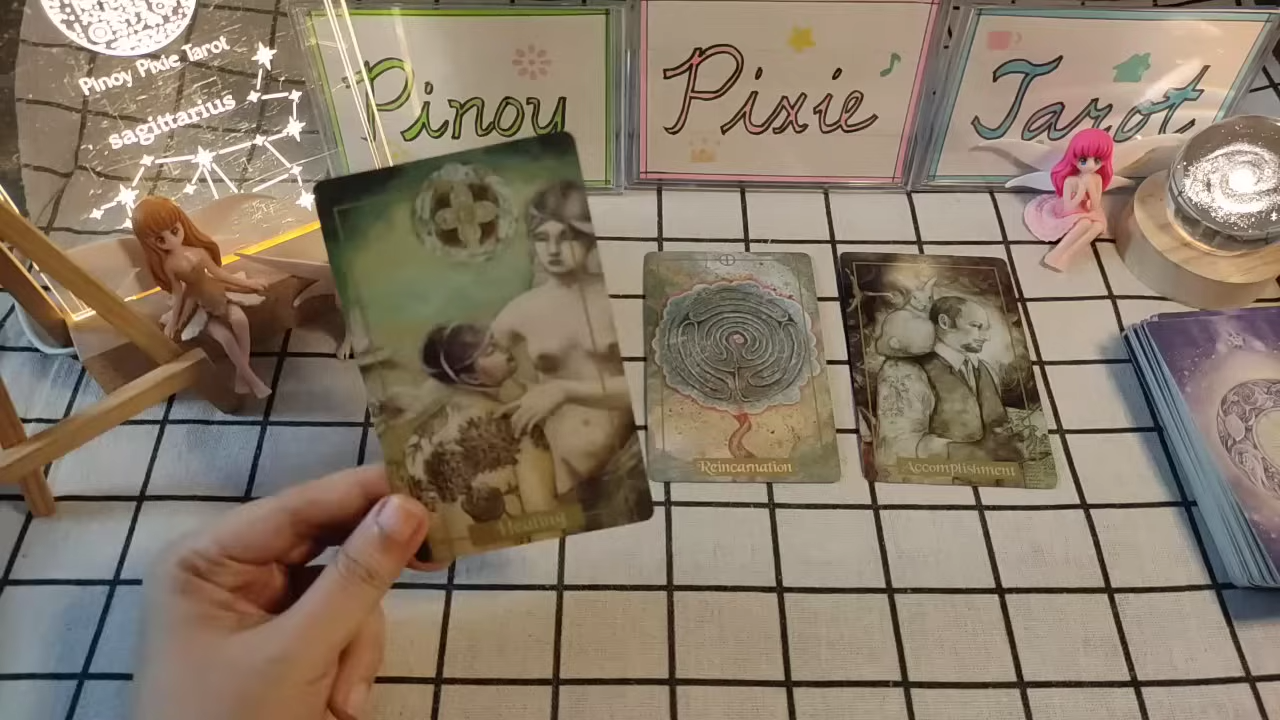 Pinoy Pixie Tarot
sagittarius
Pinoy
Pixie
Tarot
Healing
Reincarnation
Accomplishment